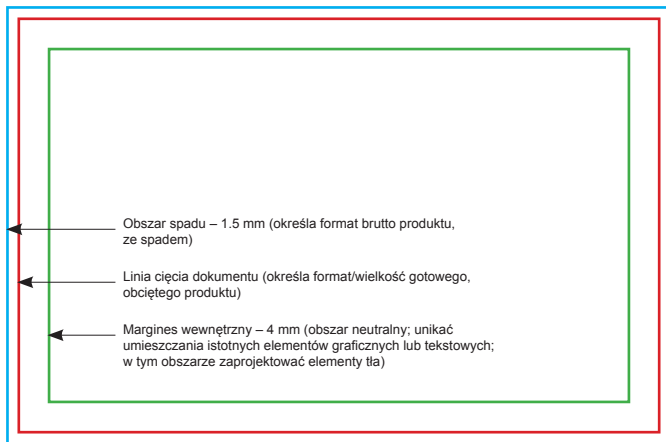 Obszar spadu – 1.5 mm (określa format brutto produktu,
ze spadem)
Linia cięcia dokumentu (określa format/wielkość gotowego,
obciętego produktu)
Margines wewnętrzny – 4 mm (obszar neutralny; unikać
umieszczania istotnych elementów graficznych lub tekstowych;
w tym obszarze zaprojektować elementy tła)